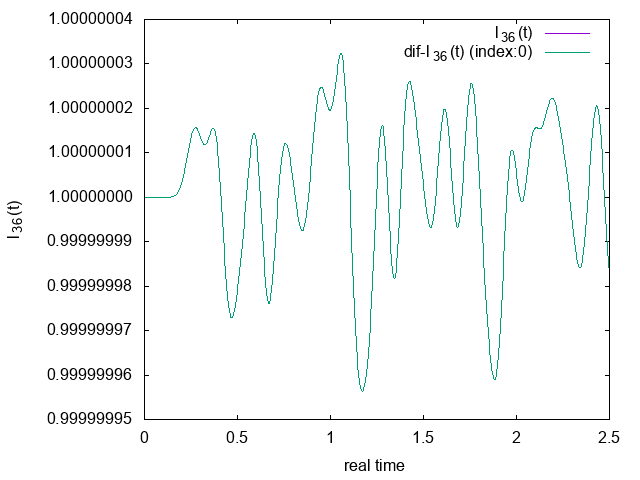 1.00000004
1.00000003
1.00000002
1.00000001
1.00000000
0.99999999
0.99999998
0.99999997
0.99999996
0.99999995
0 0.5 1 1.5 2 2.5
I36(t)
real time
I36(t)
dif-I36(t) (index:0)